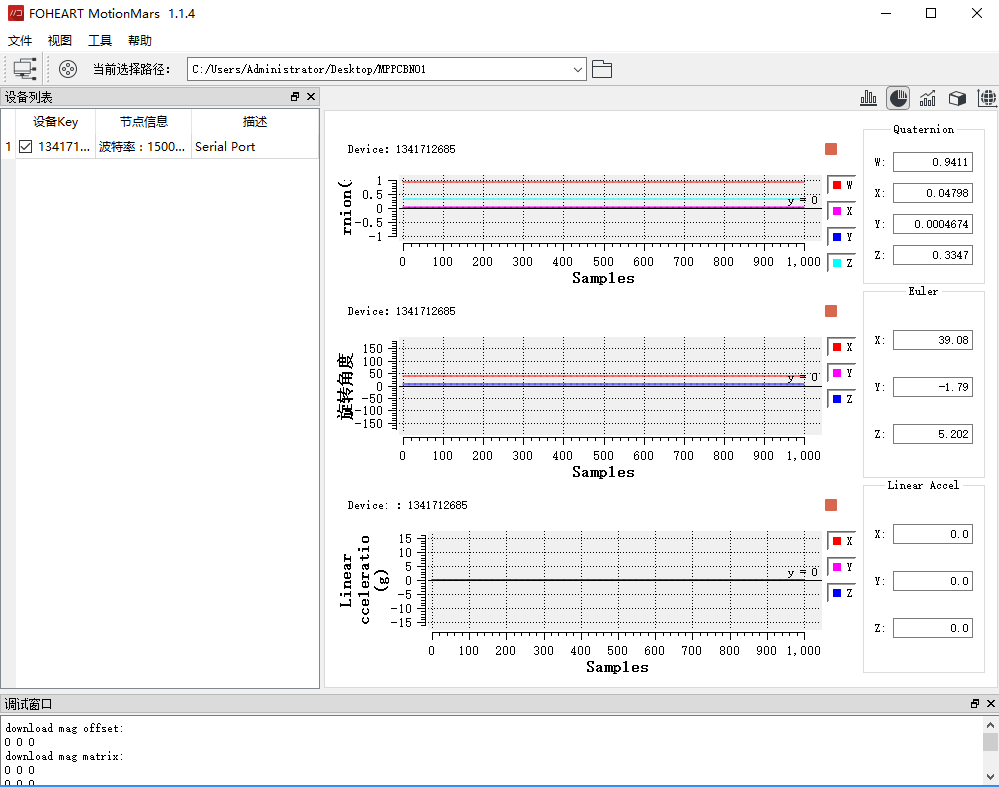 FOHEART MotionMars 1.1.4
文件 视图 工具 帮助
当前选择路径： C:/Users/Administrator/Desktop/MPPCBNO1
设备列表
设备Key 节点信息 描述
1 134171... 波特率：1500... Serial Port
Device: 1341712685
rnion(
1
0.5
0
-0.5
-1
y = 0
W
X
Y
Z
0 100 200 300 400 500 600 700 800 900 1,000
Samples
Quaternion
W: 0.9411
X: 0.04798
Y: 0.0004674
Z: 0.3347
Device: 1341712685
旋转角度
150
100
50
0
-50
-100
-150
y = 0
X
Y
Z
0 100 200 300 400 500 600 700 800 900 1,000
Samples
Euler
X: 39.08
Y: -1.79
Z: 5.202
Device: : 1341712685
Linear
cceleratio
(g)
15
10
5
0
-5
-10
-15
y = 0
X
Y
Z
0 100 200 300 400 500 600 700 800 900 1,000
Samples
Linear Accel
X: 0.0
Y: 0.0
Z: 0.0
调试窗口
download mag offset:
0 0 0
download mag matrix:
0 0 0
0 0 0